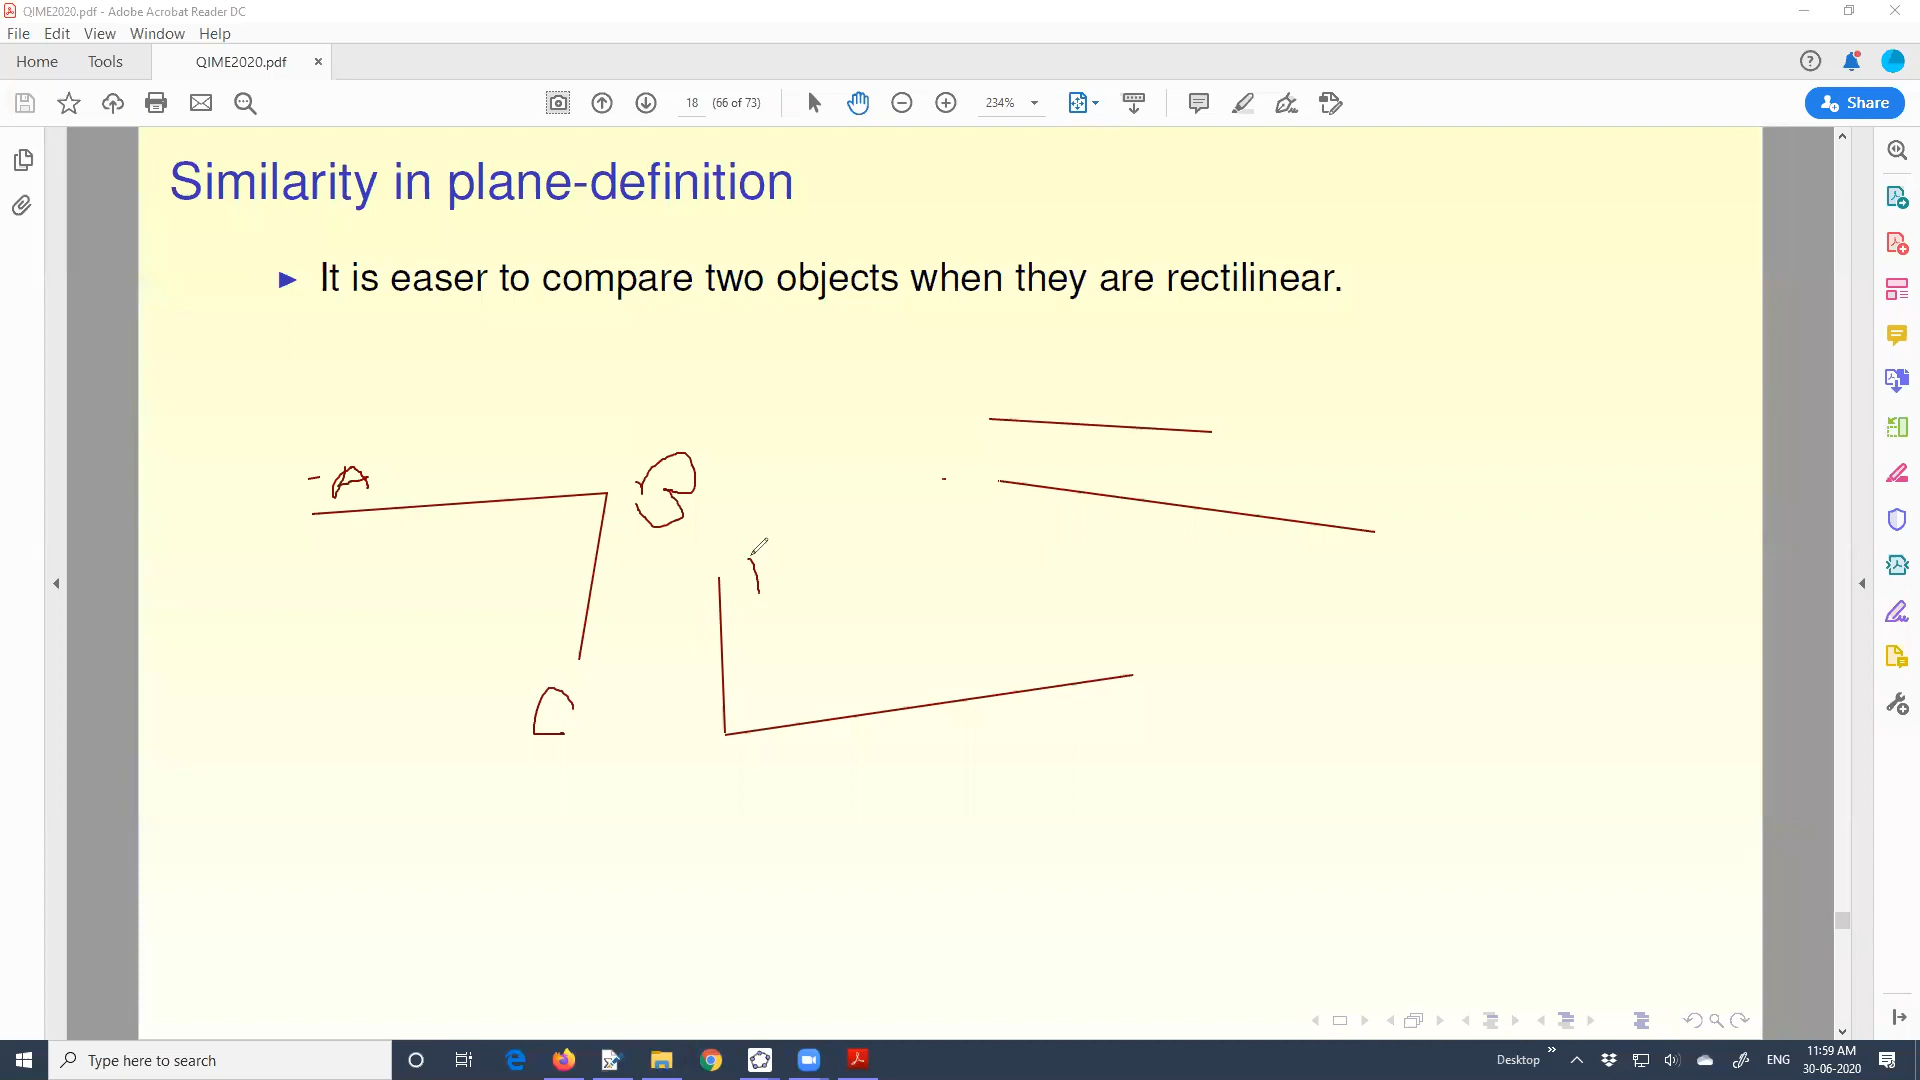 QIME2020.pdf - Adobe Acrobat Reader DC
File Edit View Window Help
Home Tools QIME2020.pdf
18 (66 of 73) 234% Share
Similarity in plane-definition
It is easer to compare two objects when they are rectilinear.
A B
C
Type here to search
Desktop ENG 11:59 AM
30-06-2020